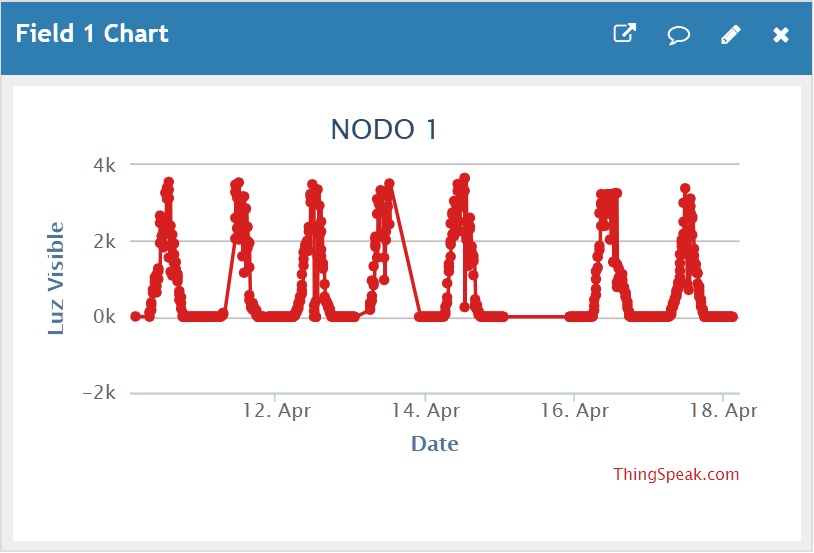 Field 1 Chart
NODO 1
4k
2k
0k
−2k
Luz Visible
12. Apr
14. Apr
16. Apr
18. Apr
Date
ThingSpeak.com